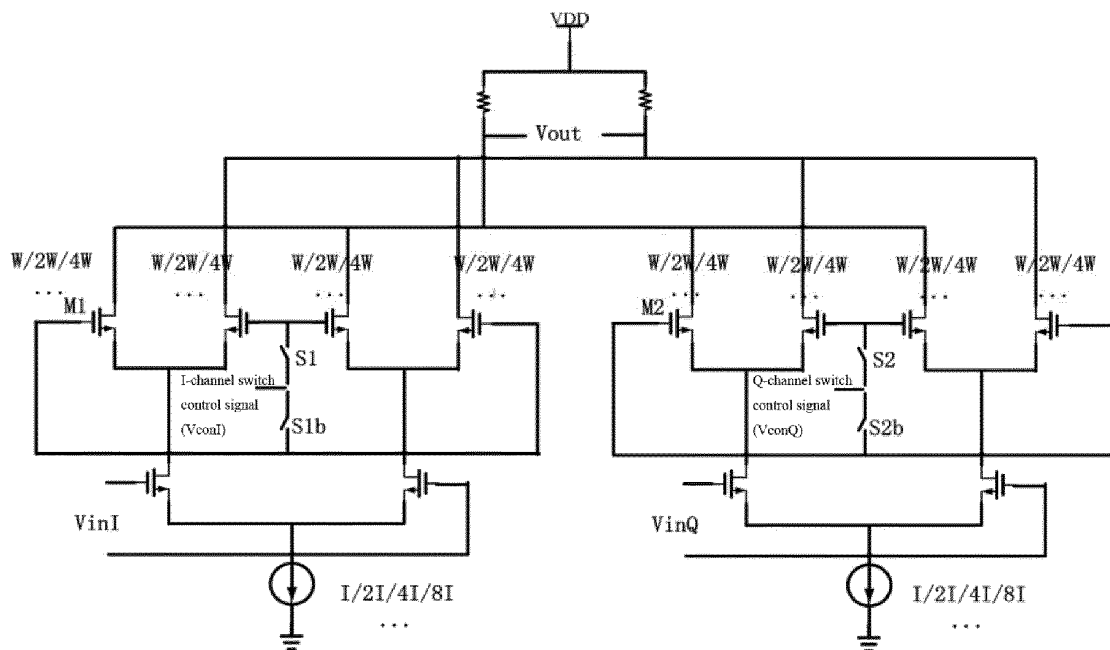 VDD
Vout
W/2W/4W
...
W/2W/4W
...
W/2W/4W
...
W/2W/4W
...
W/2W/4W
...
W/2W/4W
...
W/2W/4W
...
W/2W/4W
...
M1
M2
S1
I-channel switch
control signal
(VconI)
S1b
S2
Q-channel switch
control signal
(VconQ)
S2b
VinI
VinQ
I/2I/4I/8I
...
I/2I/4I/8I
...